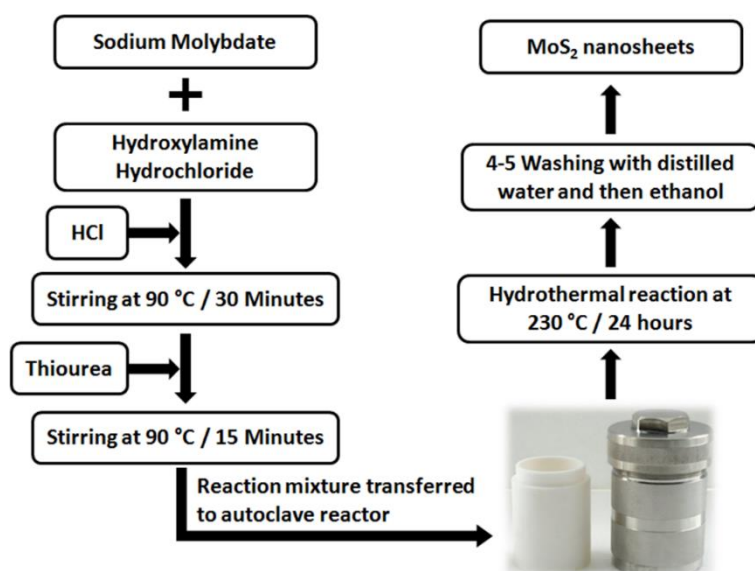 Sodium Molybdate
+
Hydroxylamine
Hydrochloride
HCl
Stirring at 90 °C / 30 Minutes
Thiourea
Stirring at 90 °C / 15 Minutes
Reaction mixture transferred
to autoclave reactor
Hydrothermal reaction at
230 °C / 24 hours
4-5 Washing with distilled
water and then ethanol
MoS₂ nanosheets